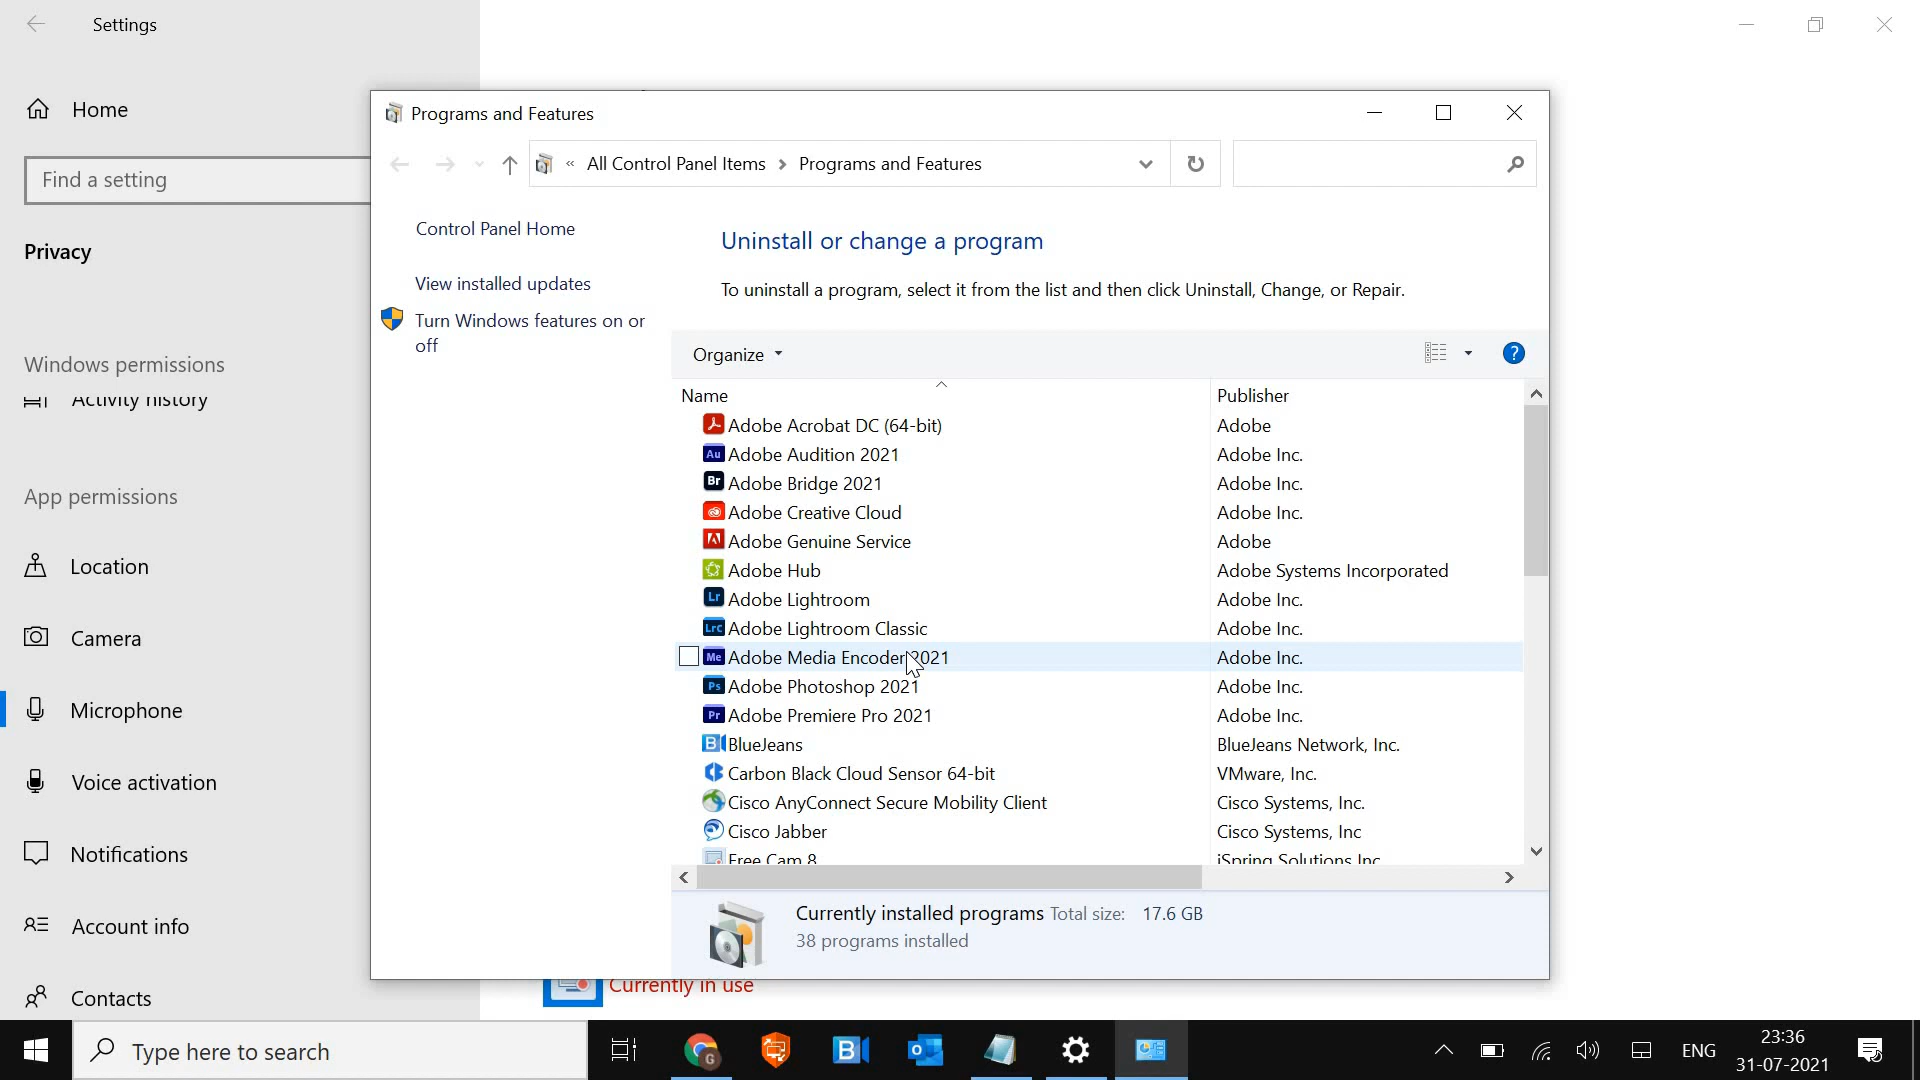 Settings
Home
Find a setting
Privacy
Windows permissions
Activity history
App permissions
Location
Camera
Microphone
Voice activation
Notifications
Account info
Contacts
Programs and Features
« All Control Panel Items > Programs and Features
Control Panel Home
View installed updates
Turn Windows features on or
off
Uninstall or change a program
To uninstall a program, select it from the list and then click Uninstall, Change, or Repair.
Organize
?
Name Publisher
Adobe Acrobat DC (64-bit) Adobe
Au Adobe Audition 2021 Adobe Inc.
Br Adobe Bridge 2021 Adobe Inc.
Adobe Creative Cloud Adobe Inc.
Adobe Genuine Service Adobe
Adobe Hub Adobe Systems Incorporated
Lr Adobe Lightroom Adobe Inc.
LrC Adobe Lightroom Classic Adobe Inc.
Me Adobe Media Encoder 2021 Adobe Inc.
Ps Adobe Photoshop 2021 Adobe Inc.
Pr Adobe Premiere Pro 2021 Adobe Inc.
B BlueJeans BlueJeans Network, Inc.
Carbon Black Cloud Sensor 64-bit VMware, Inc.
Cisco AnyConnect Secure Mobility Client Cisco Systems, Inc.
Cisco Jabber Cisco Systems, Inc
Free Cam 8 iSpring Solutions Inc
Currently installed programs Total size: 17.6 GB
38 programs installed
Currently in use
Type here to search
G
B
ENG
23:36
31-07-2021